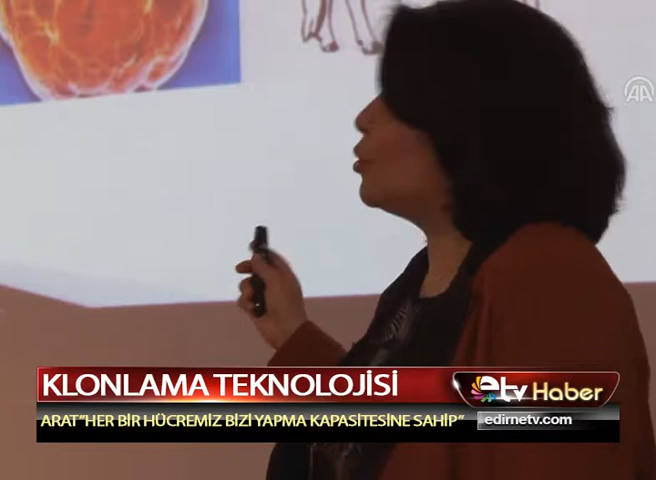 AA
KLONLAMA TEKNOLOJİSİ
etv Haber
ARAT"HER BİR HÜCREMİZ BİZİ YAPMA KAPASİTESİNE SAHİP"
edirnetv.com